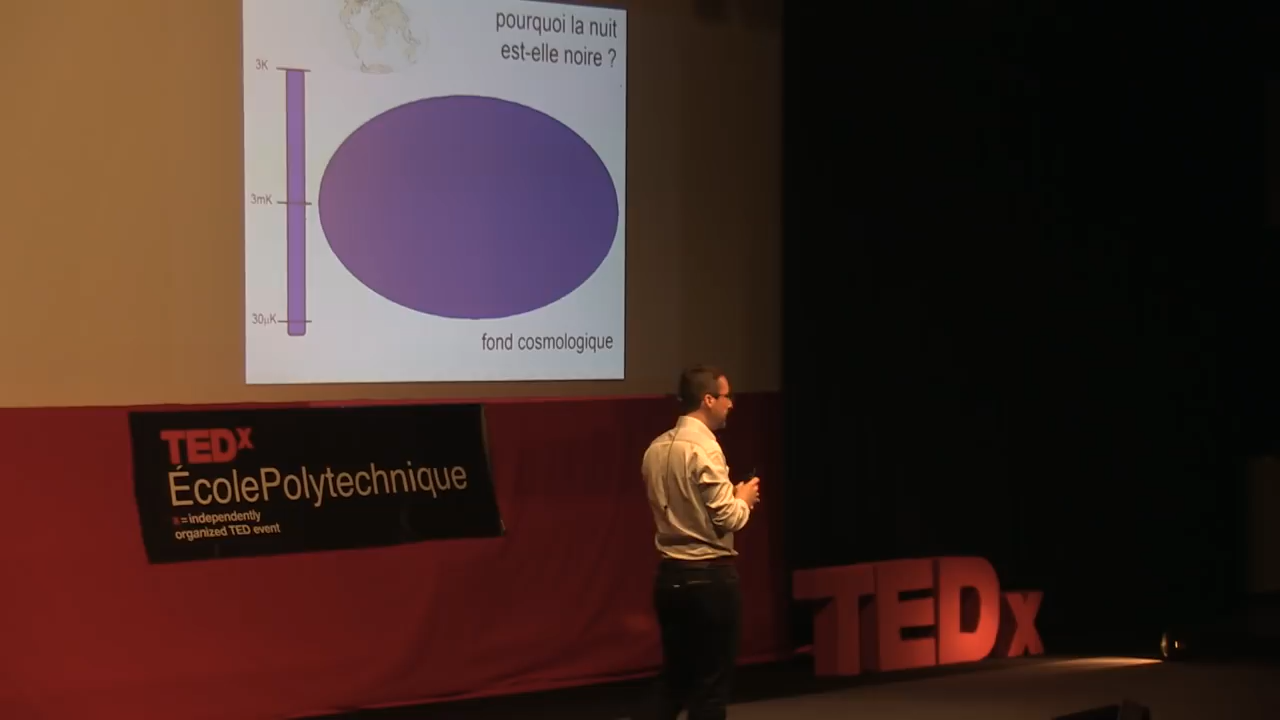 pourquoi la nuit
est-elle noire ?
3K
3mK
30µK
fond cosmologique
TEDx
ÉcolePolytechnique
x = independently
organized TED event
TEDx